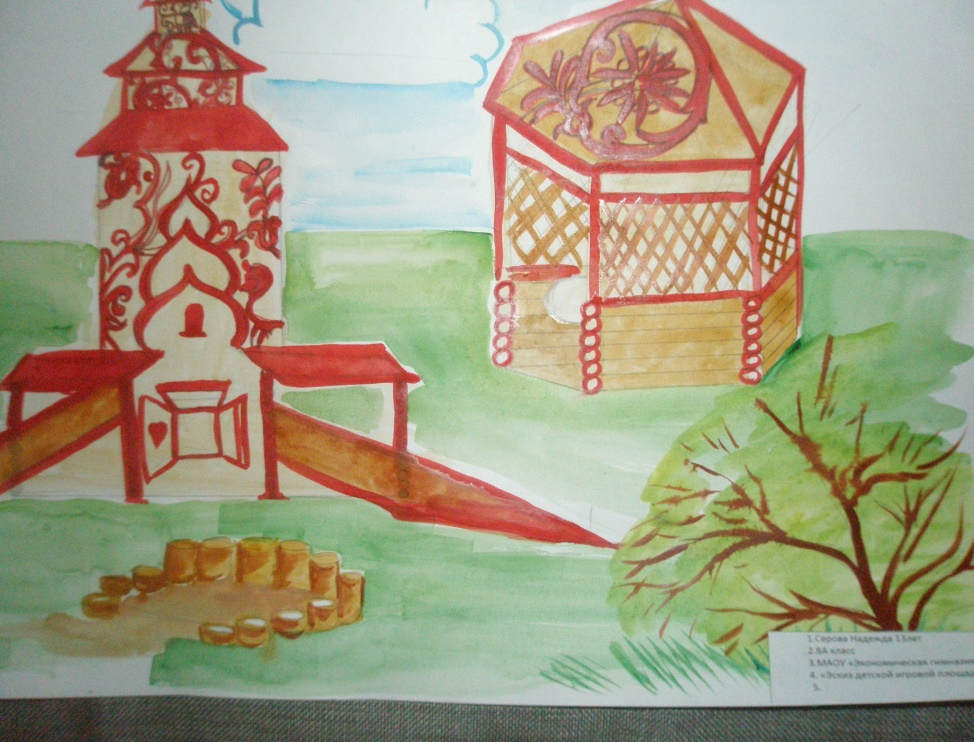 1.Серова Надежда 13лет
2.8А класс
3.МАОУ «Экономическая гимназия
4. «Эскиз детской игровой площад
5.